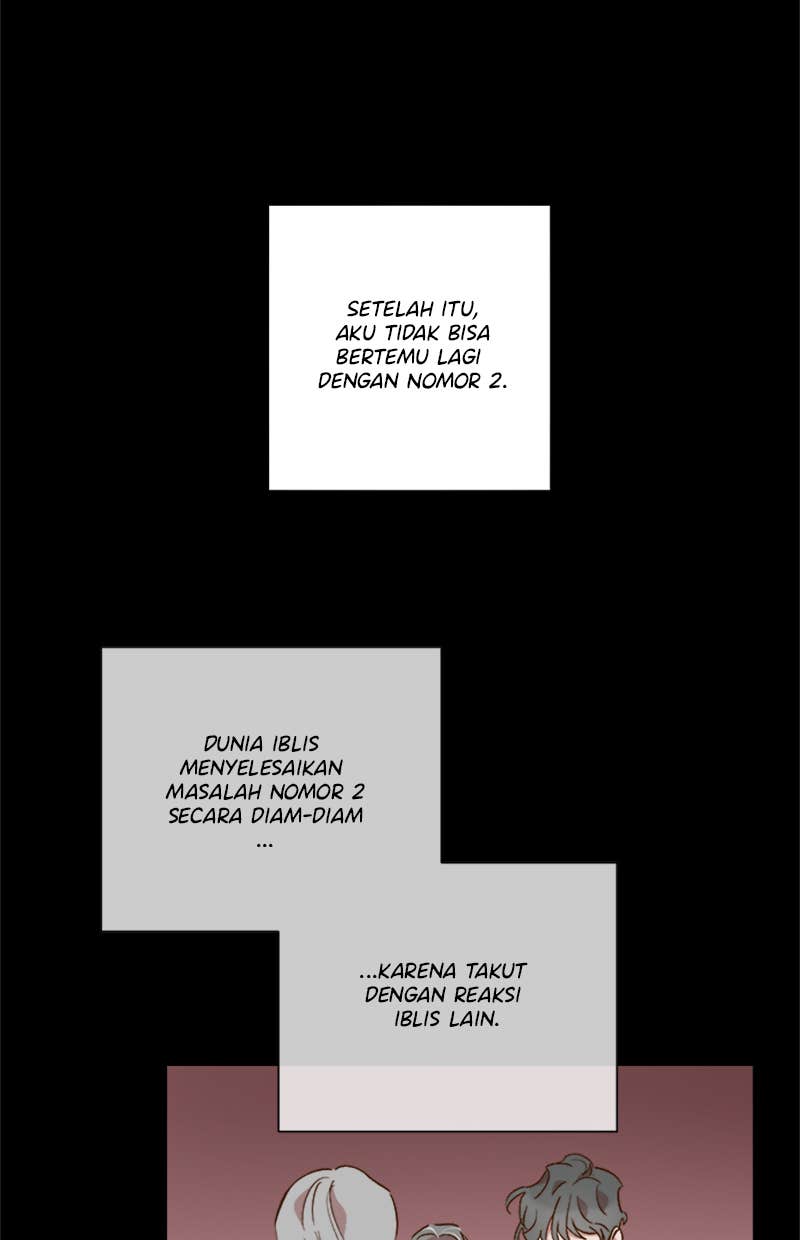 SETELAH ITU,
AKU TIDAK BISA
BERTEMU LAGI
DENGAN NOMOR 2.
DUNIA IBLIS
MENYELESAIKAN
MASALAH NOMOR 2
SECARA DIAM-DIAM
...
...KARENA TAKUT
DENGAN REAKSI
IBLIS LAIN.